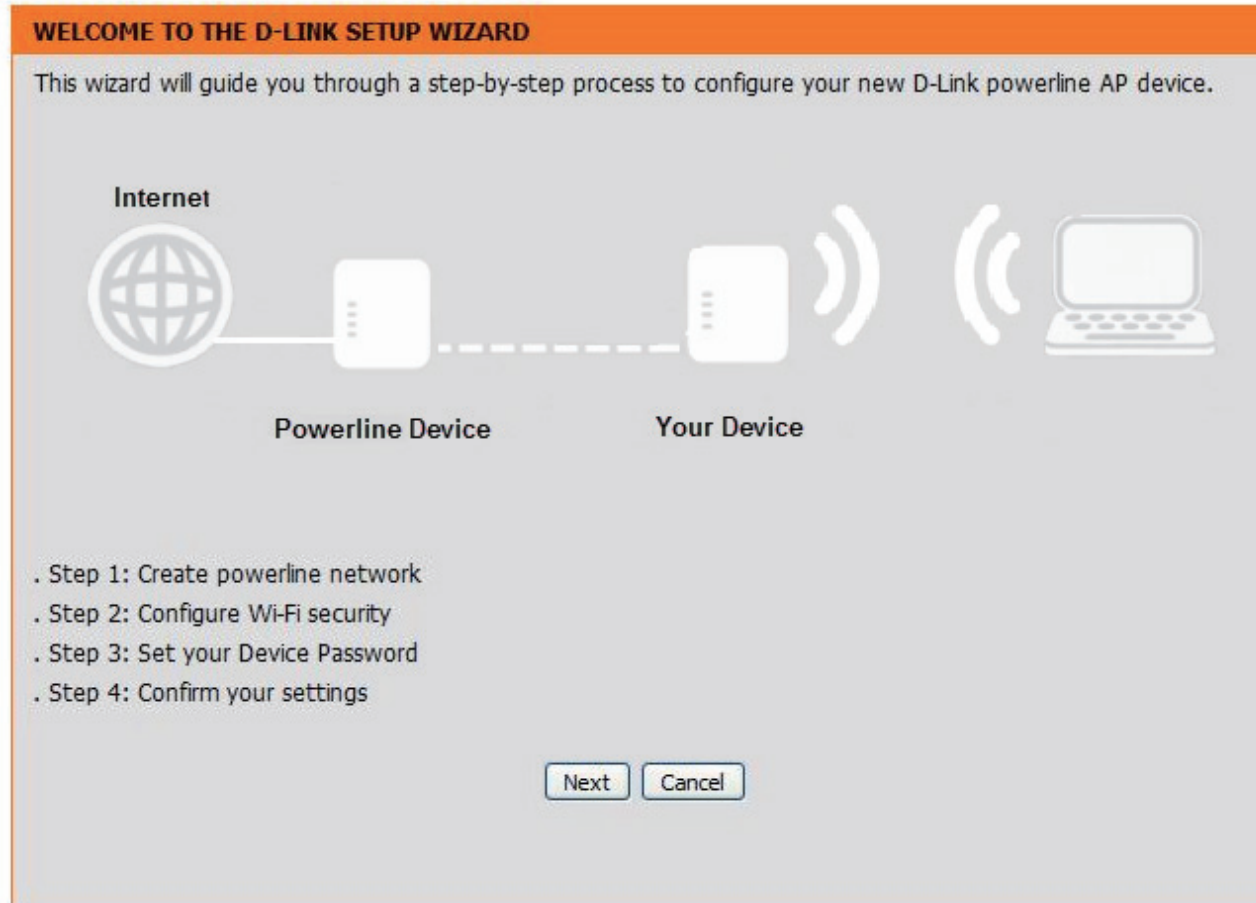 WELCOME TO THE D-LINK SETUP WIZARD
This wizard will guide you through a step-by-step process to configure your new D-Link powerline AP device.
Internet
Powerline Device
Your Device
. Step 1: Create powerline network
. Step 2: Configure Wi-Fi security
. Step 3: Set your Device Password
. Step 4: Confirm your settings
Next Cancel